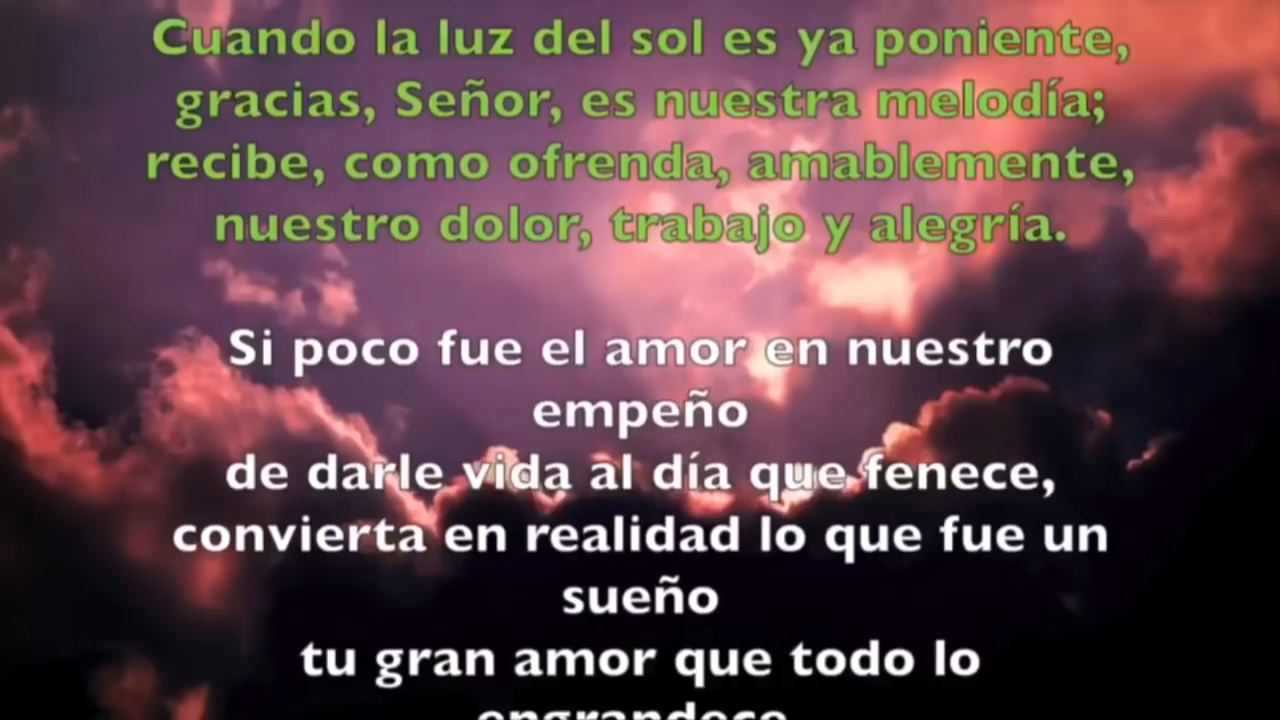 Cuando la luz del sol es ya poniente,
gracias, Señor, es nuestra melodía;
recibe, como ofrenda, amablemente,
nuestro dolor, trabajo y alegría.
Si poco fue el amor en nuestro
empeño
de darle vida al día que fenece,
convierta en realidad lo que fue un
sueño
tu gran amor que todo lo
engrandece